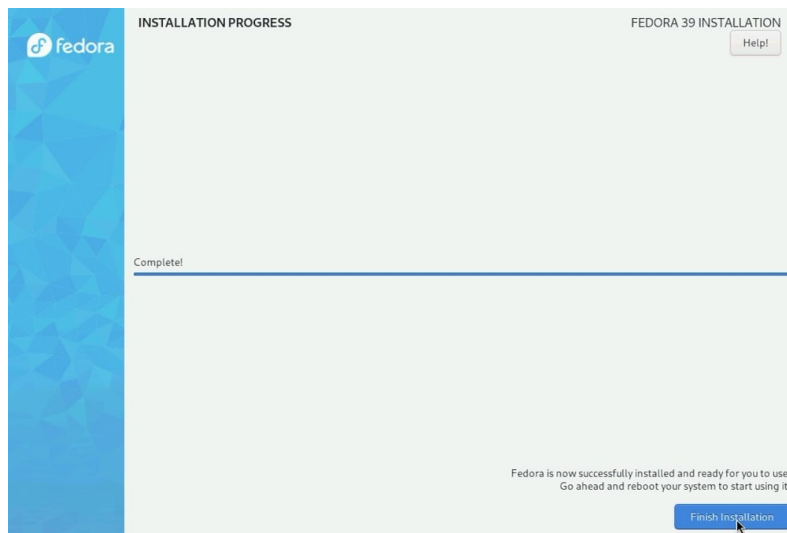 INSTALLATION PROGRESS
FEDORA 39 INSTALLATION
fedora
Help!
Complete!
Fedora is now successfully installed and ready for you to use
Go ahead and reboot your system to start using it
Finish Installation